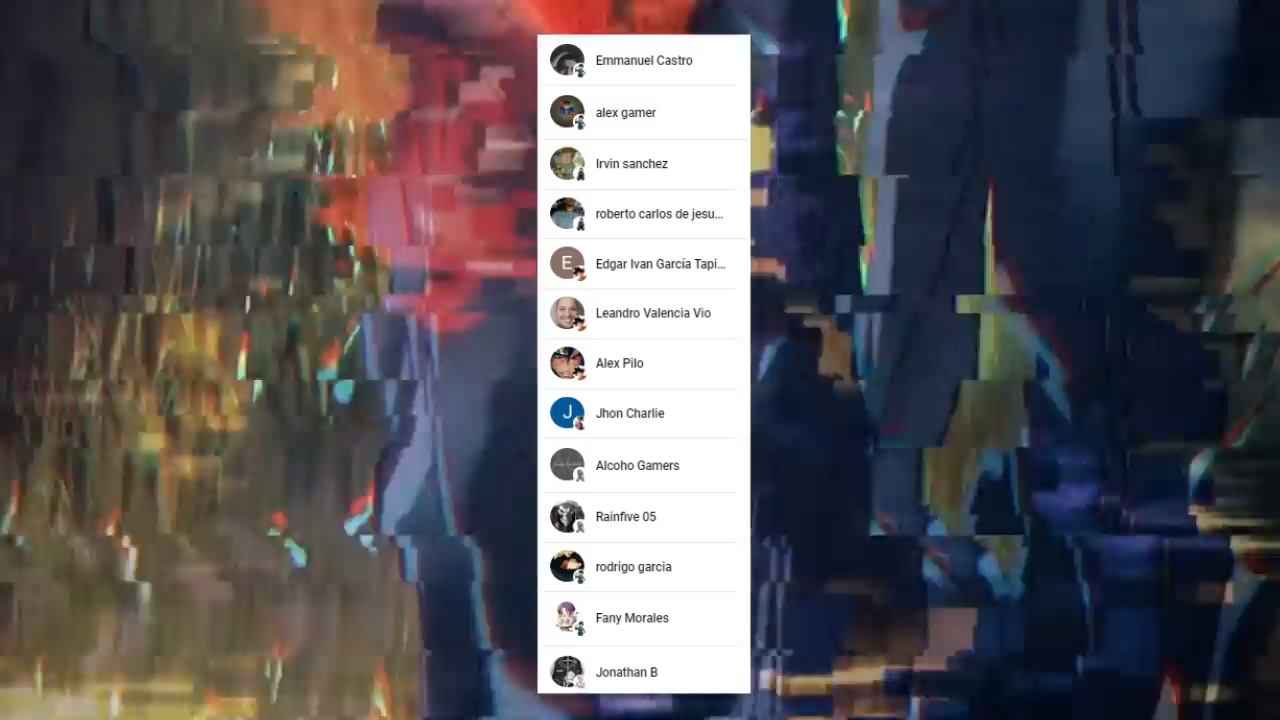 Emmanuel Castro
alex gamer
Irvin sanchez
roberto carlos de jesu...
E
Edgar Ivan García Tapi...
Leandro Valencia Vio
Alex Pilo
J
Jhon Charlie
Alcoho Gamers
Rainfive 05
rodrigo garcia
Fany Morales
Jonathan B